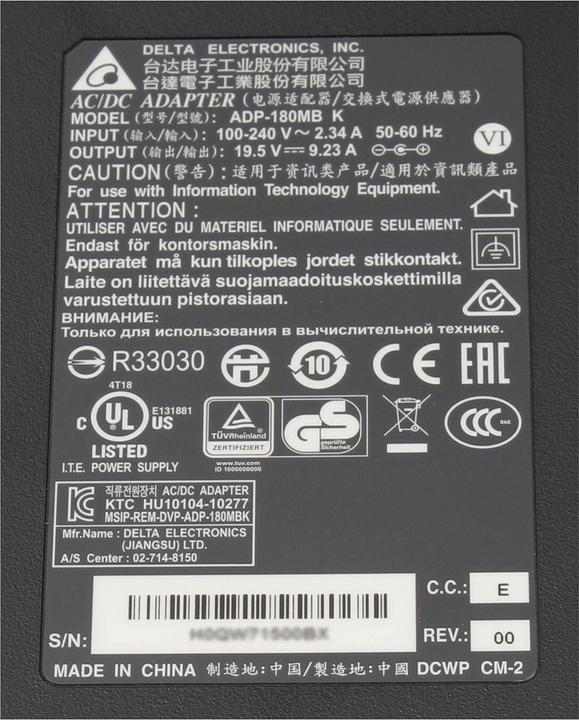 DELTA ELECTRONICS, INC.
台达电子工业股份有限公司
台達電子工業股份有限公司
AC/DC ADAPTER (电源适配器/交換式電源供應器)
MODEL (型号/型號): ADP-180MB K
INPUT (输入/輸入): 100-240 V ~ 2.34 A 50-60 Hz
OUTPUT (输出/輸出): 19.5 V⎓ 9.23 A
VI
CAUTION (警告): 适用于资讯类产品/適用於資訊類產品
For use with Information Technology Equipment.
ATTENTION :
UTILISER AVEC DU MATERIEL INFORMATIQUE SEULEMENT.
Endast för kontorsmaskin.
Apparatet må kun tilkoples jordet stikkontakt.
Laite on liitettävä suojamaadoituskoskettimilla
varustettuun pistorasiaan.
ВНИМАНИЕ:
Только для использования в вычислительной технике.
R33030
10
CE
EAC
4T18
c UL US
E131881
LISTED
I.T.E. POWER SUPPLY
TÜVRheinland
ZERTIFIZIERT
www.tuv.com
ID 1000000000
GS
geprüfte
Sicherheit
CCC
S&E
직류전원장치 AC/DC ADAPTER
KTC HU10104-10277
MSIP-REM-DVP-ADP-180MBK
Mfr.Name : DELTA ELECTRONICS
(JIANGSU) LTD.
A/S Center : 02-714-8150
C.C.: E
S/N:
REV.: 00
MADE IN CHINA 制造地:中国/製造地:中國 DCWP CM-2